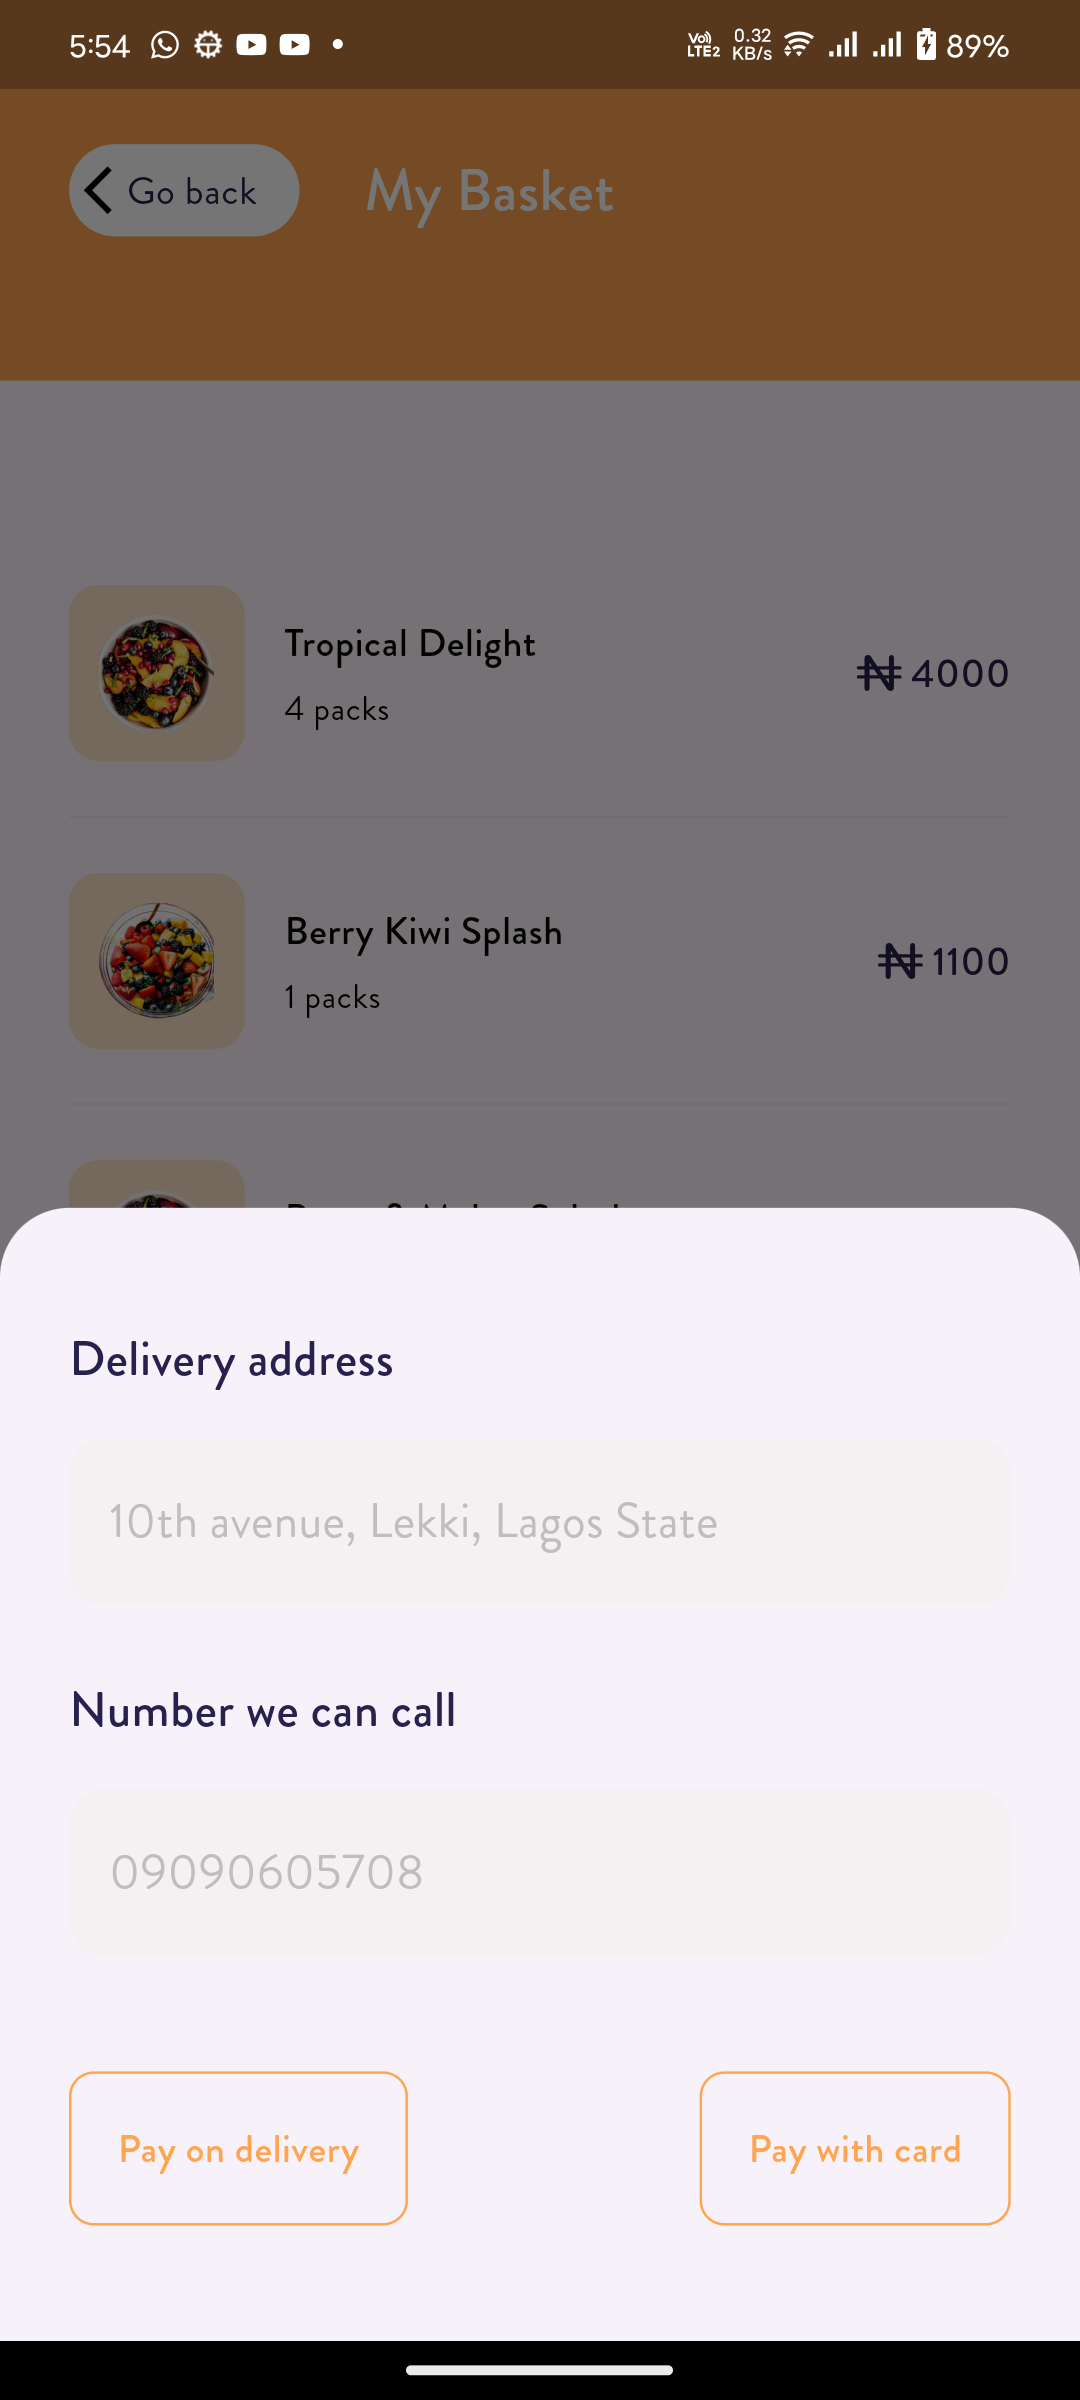 5:54
Vo))
LTE2
0.32
KB/s
89%
Go back
My Basket
Tropical Delight
₦ 4000
4 packs
Berry Kiwi Splash
₦ 1100
1 packs
Delivery address
10th avenue, Lekki, Lagos State
Number we can call
09090605708
Pay on delivery
Pay with card